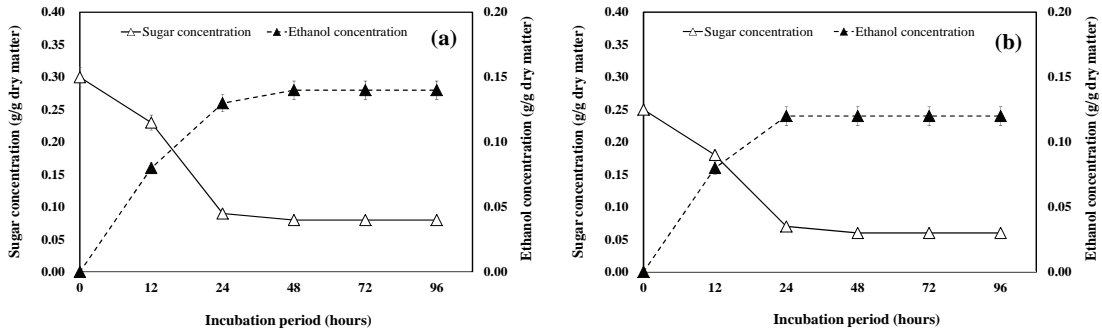 Sugar concentration Ethanol concentration
(a)
Sugar concentration (g/g dry matter)
0.40
0.35
0.30
0.25
0.20
0.15
0.10
0.05
0.00
0.20
0.15
0.10
0.05
0.00
Ethanol concentration (g/g dry matter)
0 12 24 48 72 96
Incubation period (hours)
Sugar concentration Ethanol concentration
(b)
Sugar concentration (g/g dry matter)
0.40
0.35
0.30
0.25
0.20
0.15
0.10
0.05
0.00
0.20
0.15
0.10
0.05
0.00
Ethanol concentration (g/g dry matter)
0 12 24 48 72 96
Incubation period (hours)